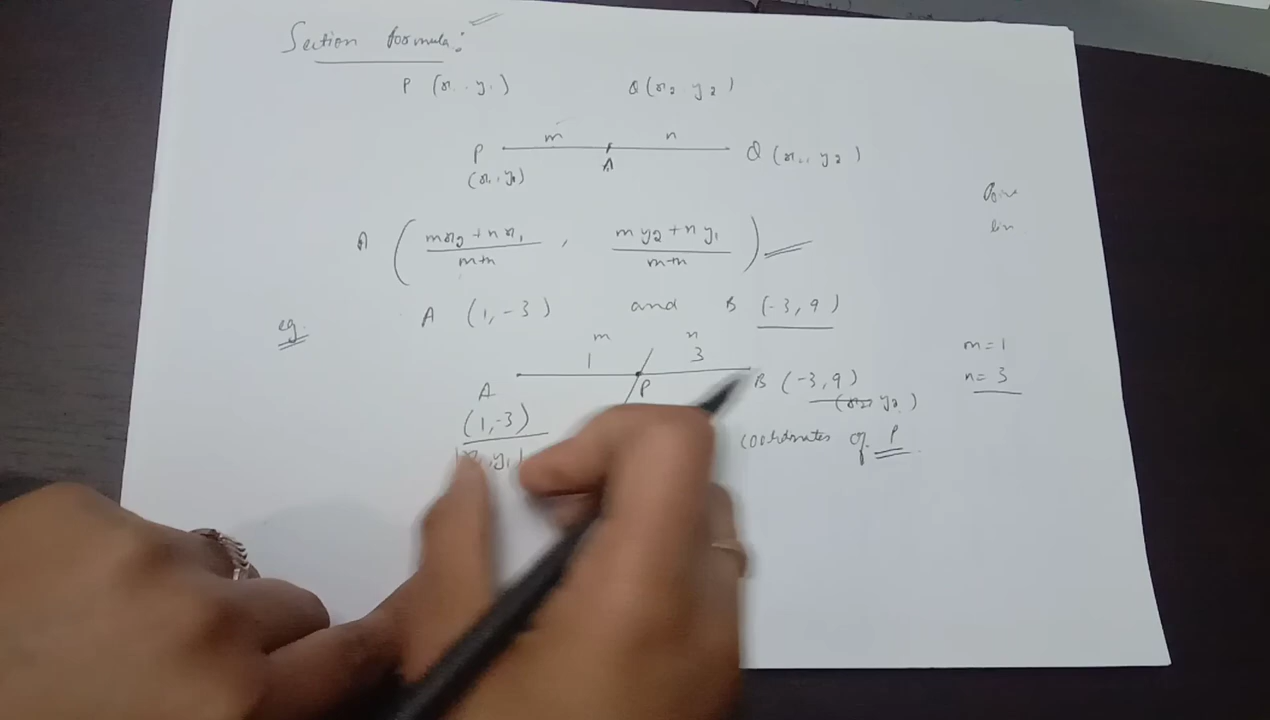 Section formula:
P (x1, y1) Q (x2 y2)
m n
P A Q (x2, y2)
(x1, y1)
A ( mx2 + nx1 / m+n , my2 + ny1 / m+n )
eg. A (1, -3) and B (-3, 9)
m n
1 3 m = 1
A P B (-3, 9) n = 3
(1, -3) (x2, y2)
y1 coordinates of P